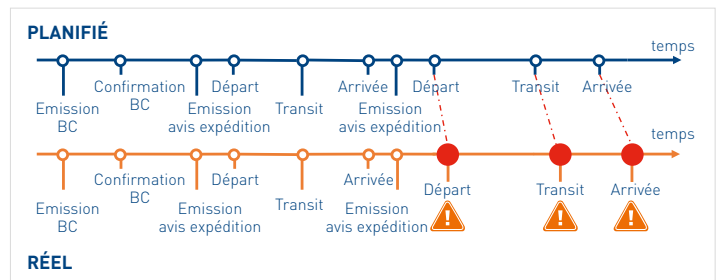 PLANIFIÉ
temps
Confirmation
BC
Départ
Arrivée
Départ
Transit
Arrivée
Emission
BC
Emission
avis expédition
Transit
Emission
avis expédition
temps
Confirmation
BC
Départ
Arrivée
Départ
Transit
Arrivée
Emission
BC
Emission
avis expédition
Transit
Emission
avis expédition
!
!
!
RÉEL